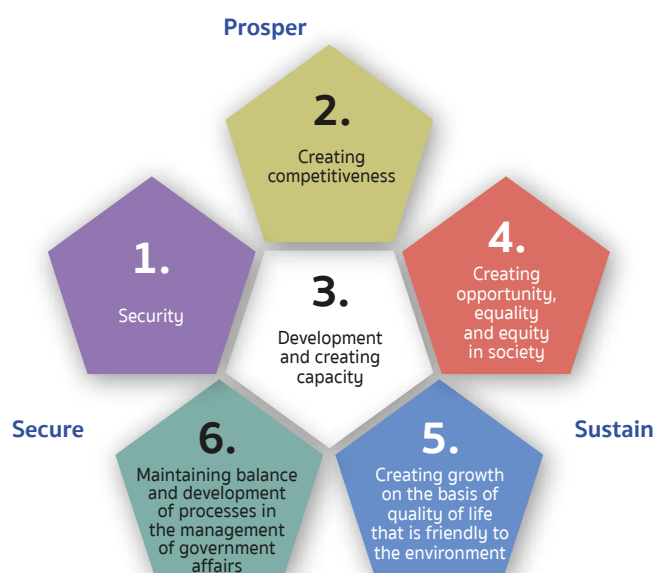 Prosper
2.
Creating
competitiveness
1.
Security
4.
Creating
opportunity,
equality
and equity
in society
3.
Development
and creating
capacity
Secure
Sustain
6.
Maintaining balance
and development
of processes in
the management
of government
affairs
5.
Creating growth
on the basis of
quality of life
that is friendly to
the environment